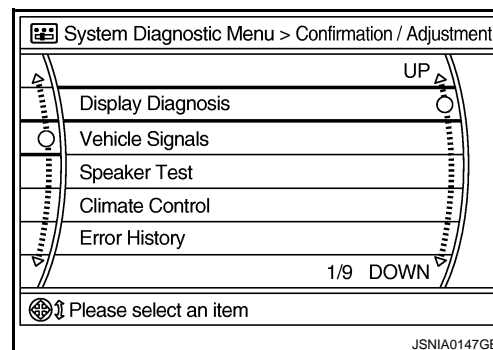 System Diagnostic Menu > Confirmation / Adjustment
UP
Display Diagnosis
Vehicle Signals
Speaker Test
Climate Control
Error History
1/9 DOWN
Please select an item
JSNIA0147GB